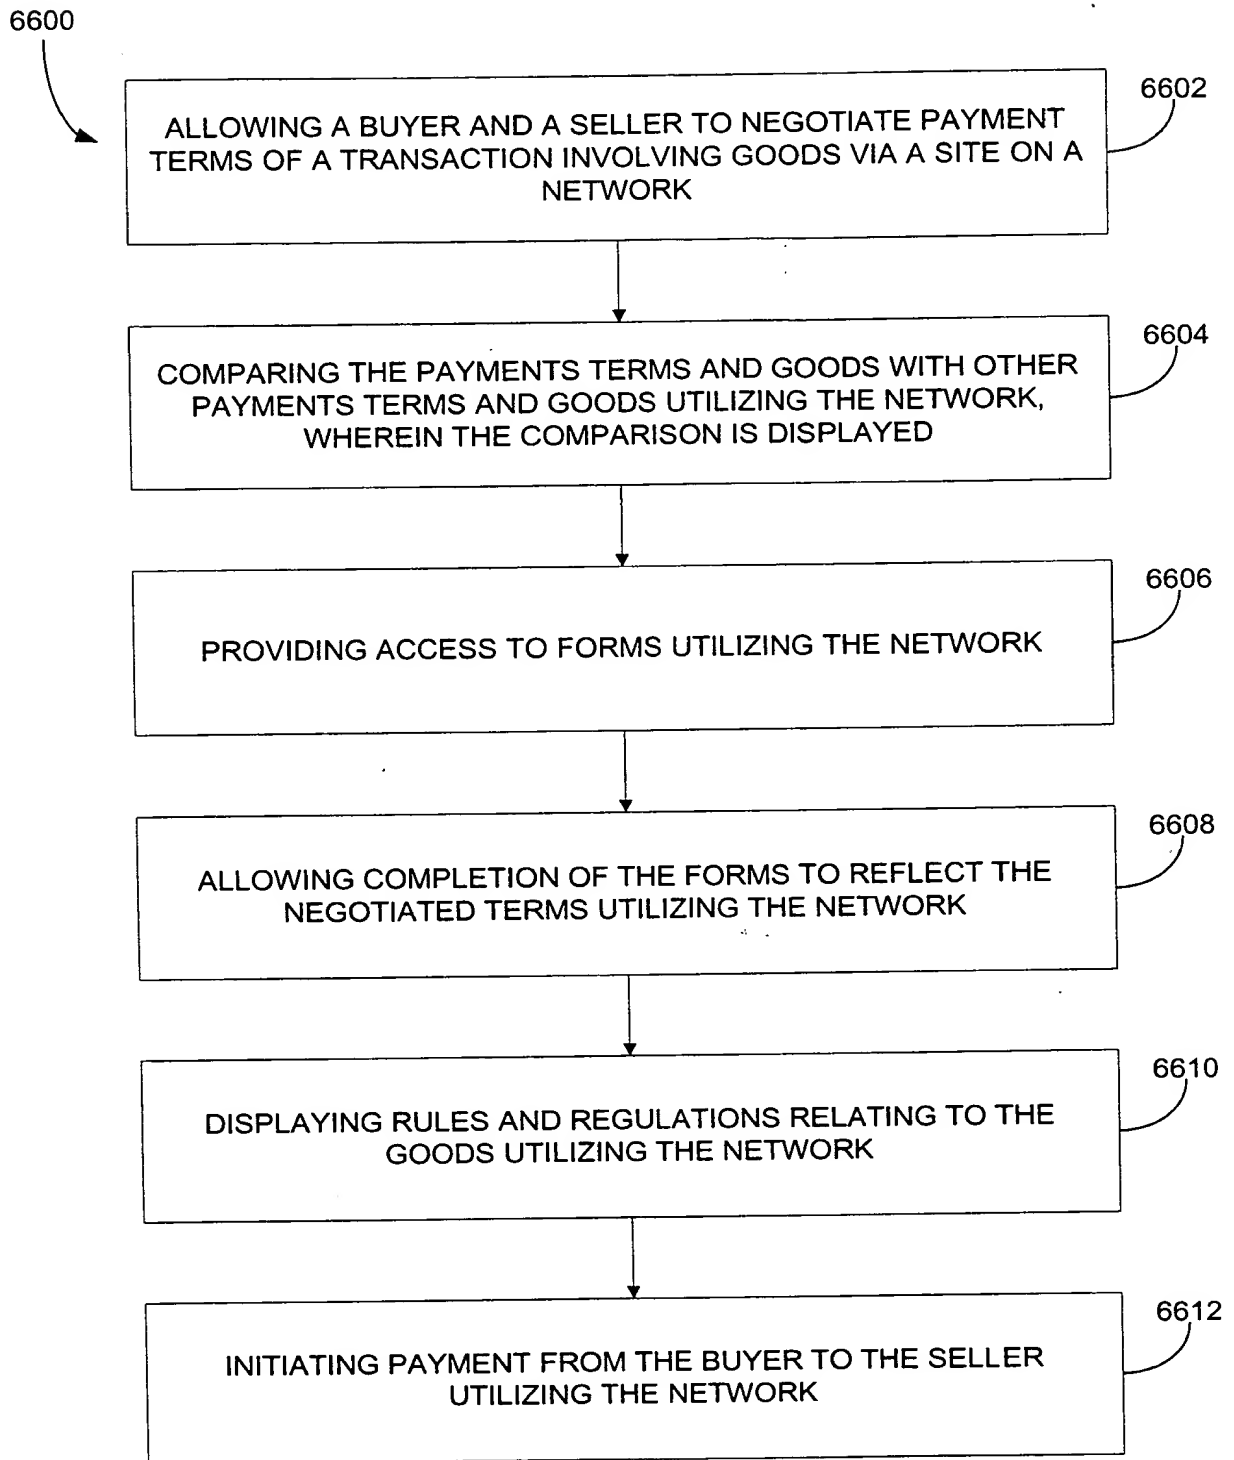 6600
6602
ALLOWING A BUYER AND A SELLER TO NEGOTIATE PAYMENT
TERMS OF A TRANSACTION INVOLVING GOODS VIA A SITE ON A
NETWORK
6604
COMPARING THE PAYMENTS TERMS AND GOODS WITH OTHER
PAYMENTS TERMS AND GOODS UTILIZING THE NETWORK,
WHEREIN THE COMPARISON IS DISPLAYED
6606
PROVIDING ACCESS TO FORMS UTILIZING THE NETWORK
6608
ALLOWING COMPLETION OF THE FORMS TO REFLECT THE
NEGOTIATED TERMS UTILIZING THE NETWORK
6610
DISPLAYING RULES AND REGULATIONS RELATING TO THE
GOODS UTILIZING THE NETWORK
6612
INITIATING PAYMENT FROM THE BUYER TO THE SELLER
UTILIZING THE NETWORK